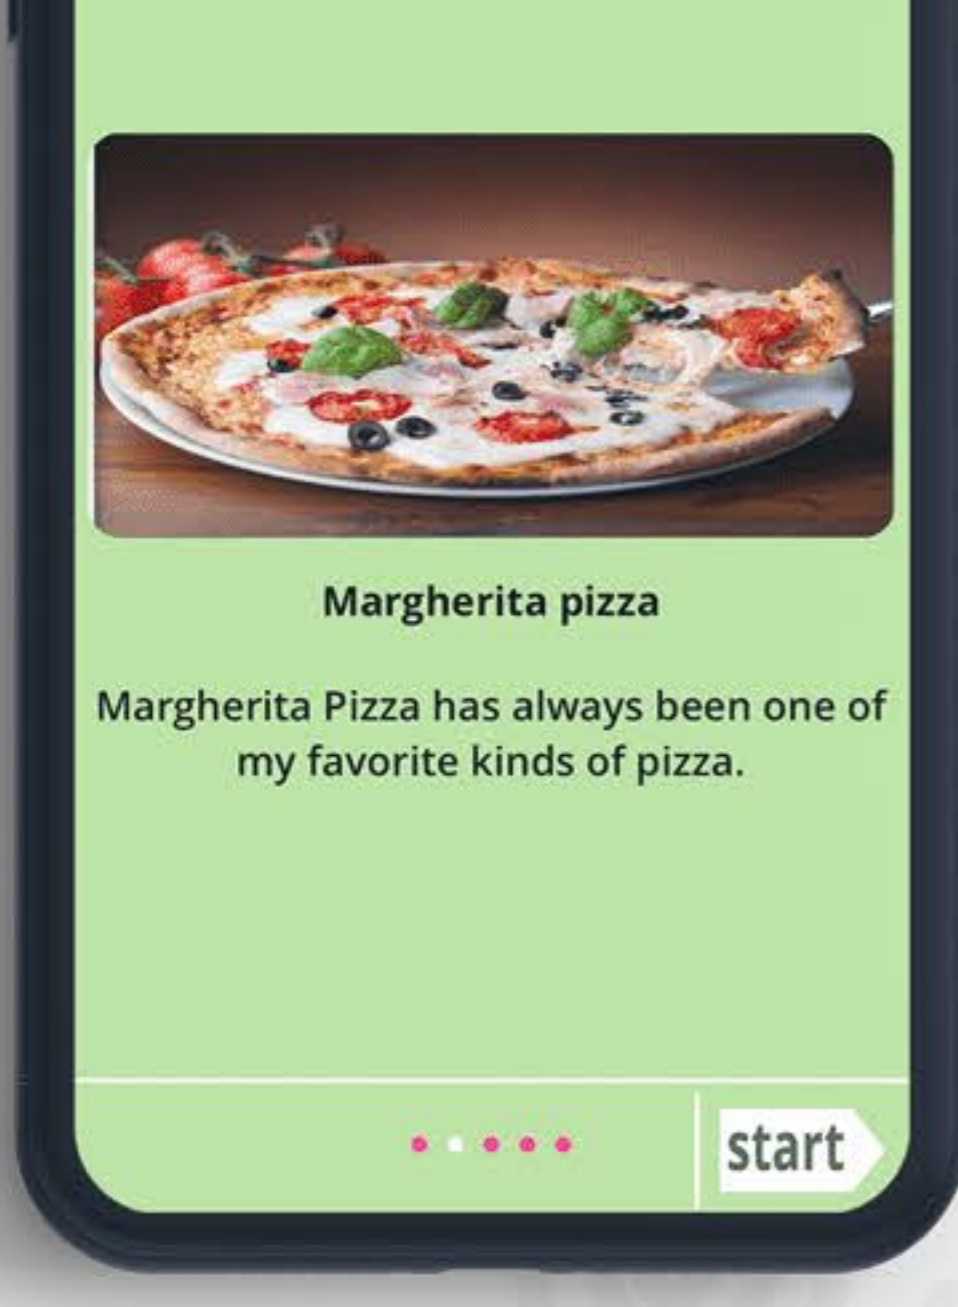 Margherita pizza
Margherita Pizza has always been one of
my favorite kinds of pizza.
start